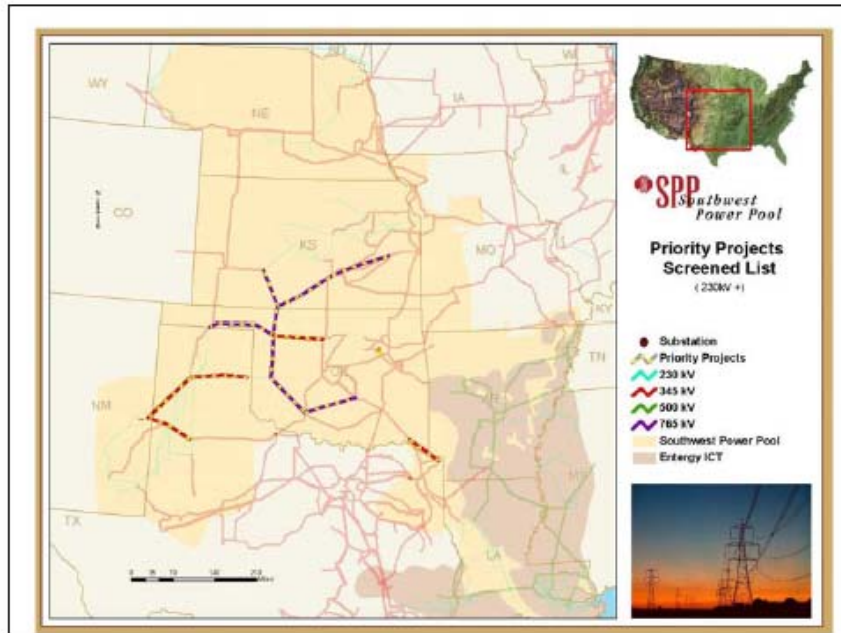 WY
NE
IA
IL
CO
KS
MO
KY
TN
NM
TX
LA
SPP
Southwest
Power Pool
Priority Projects
Screened List
( 230kV +)
Substation
Priority Projects
230 kV
345 kV
500 kV
765 kV
Southwest Power Pool
Entergy ICT